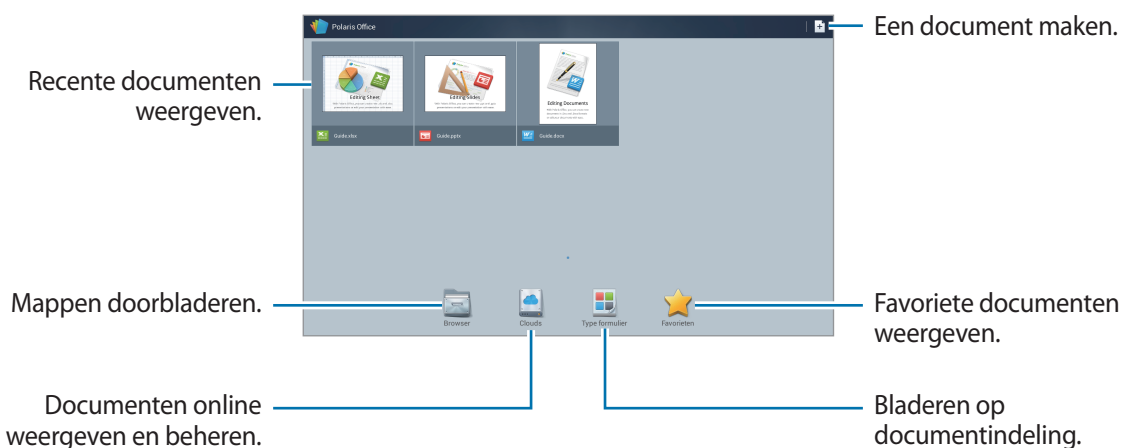 Polaris Office
Een document maken.
Recente documenten
weergeven.
Editing Sheet
Editing Slides
Editing Documents
Guide.xlsx
Guide.pptx
Guide.docx
Mappen doorbladeren.
Browser
Clouds
Type formulier
Favorieten
Favoriete documenten
weergeven.
Documenten online
weergeven en beheren.
Bladeren op
documentindeling.